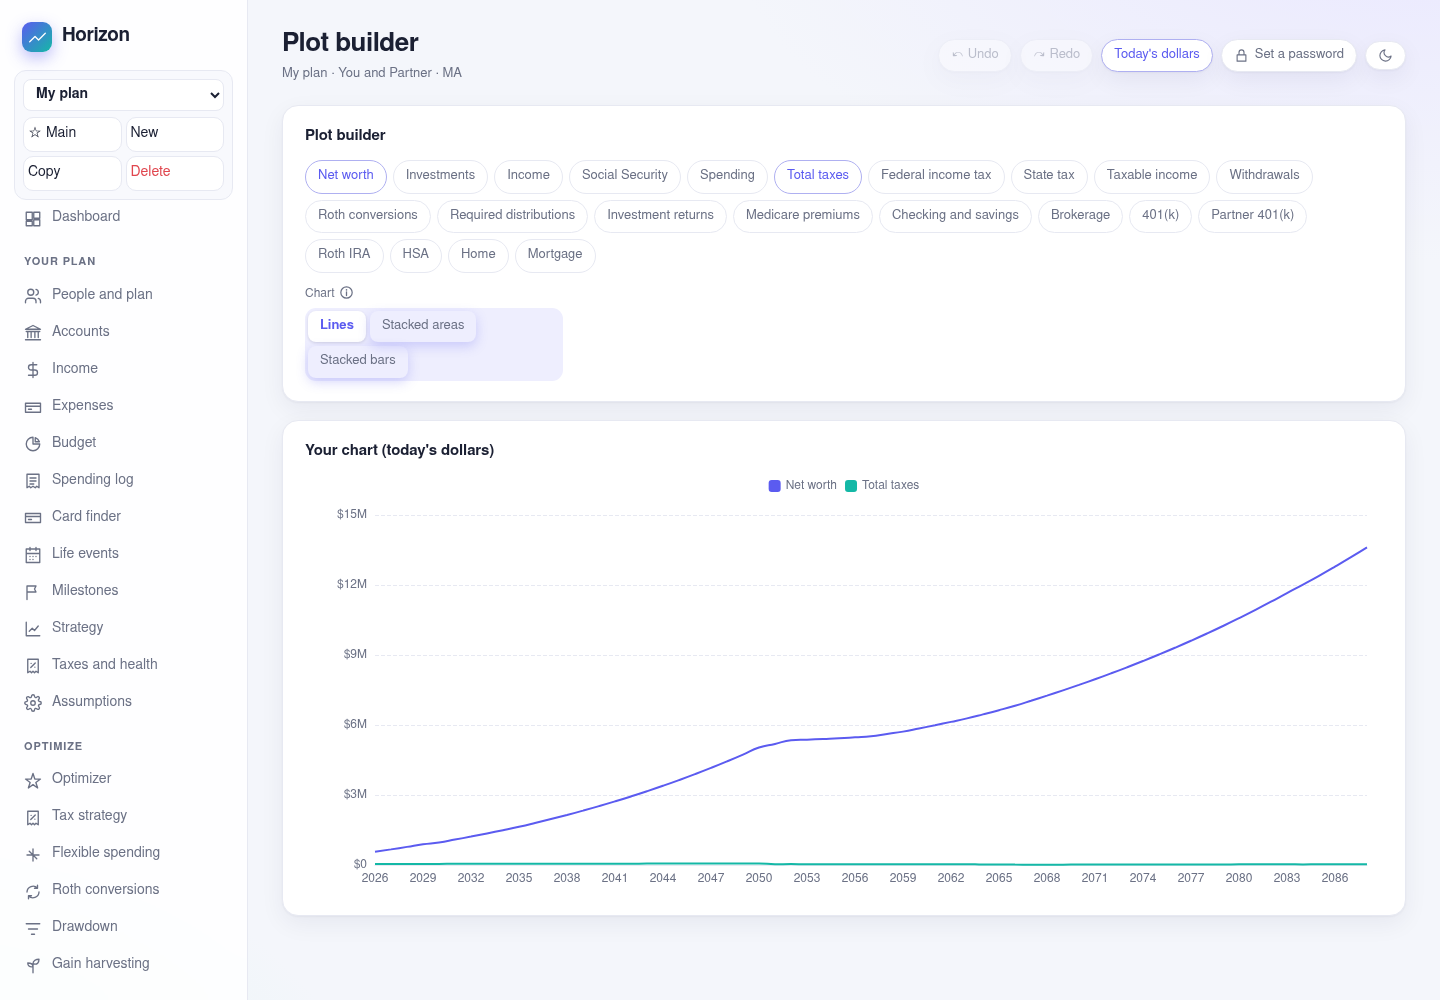 Horizon
My plan
☆ Main
New
Copy
Delete
Dashboard
YOUR PLAN
People and plan
Accounts
Income
Expenses
Budget
Spending log
Card finder
Life events
Milestones
Strategy
Taxes and health
Assumptions
OPTIMIZE
Optimizer
Tax strategy
Flexible spending
Roth conversions
Drawdown
Gain harvesting
Plot builder
My plan · You and Partner · MA
Undo
Redo
Today's dollars
Set a password
Plot builder
Net worth
Investments
Income
Social Security
Spending
Total taxes
Federal income tax
State tax
Taxable income
Withdrawals
Roth conversions
Required distributions
Investment returns
Medicare premiums
Checking and savings
Brokerage
401(k)
Partner 401(k)
Roth IRA
HSA
Home
Mortgage
Chart
Lines
Stacked areas
Stacked bars
Your chart (today's dollars)
Net worth
Total taxes
$15M
$12M
$9M
$6M
$3M
$0
2026 2029 2032 2035 2038 2041 2044 2047 2050 2053 2056 2059 2062 2065 2068 2071 2074 2077 2080 2083 2086